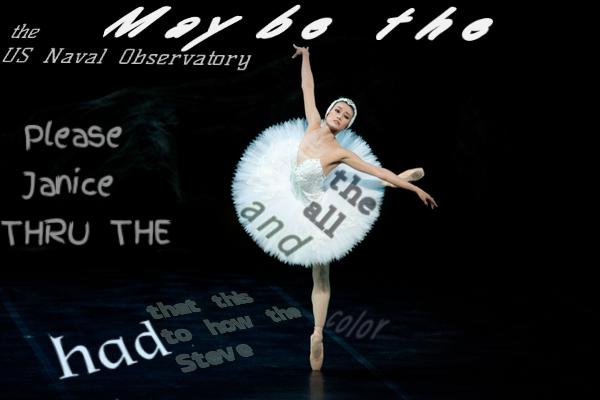 May be the
the
US Naval Observatory
Please
Janice
THRU THE
the
all
and
that this
to how the
Steve
had
color